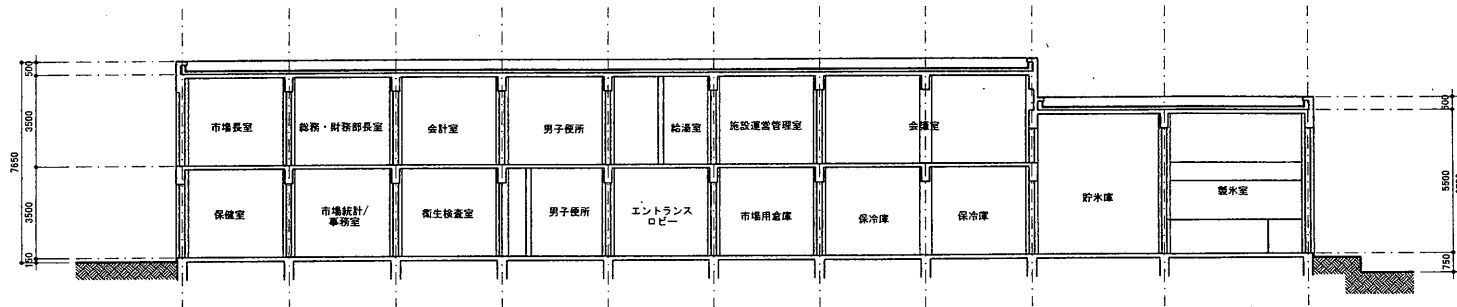 500
3500
7650
3500
150
市場長室
総務・財務部長室
会計室
男子便所
給湯室
施設運営管理室
会議室
保健室
市場統計/
事務室
衛生検査室
男子便所
エントランス
ロビー
市場用倉庫
保冷庫
保冷庫
貯氷庫
製氷室
5500
750